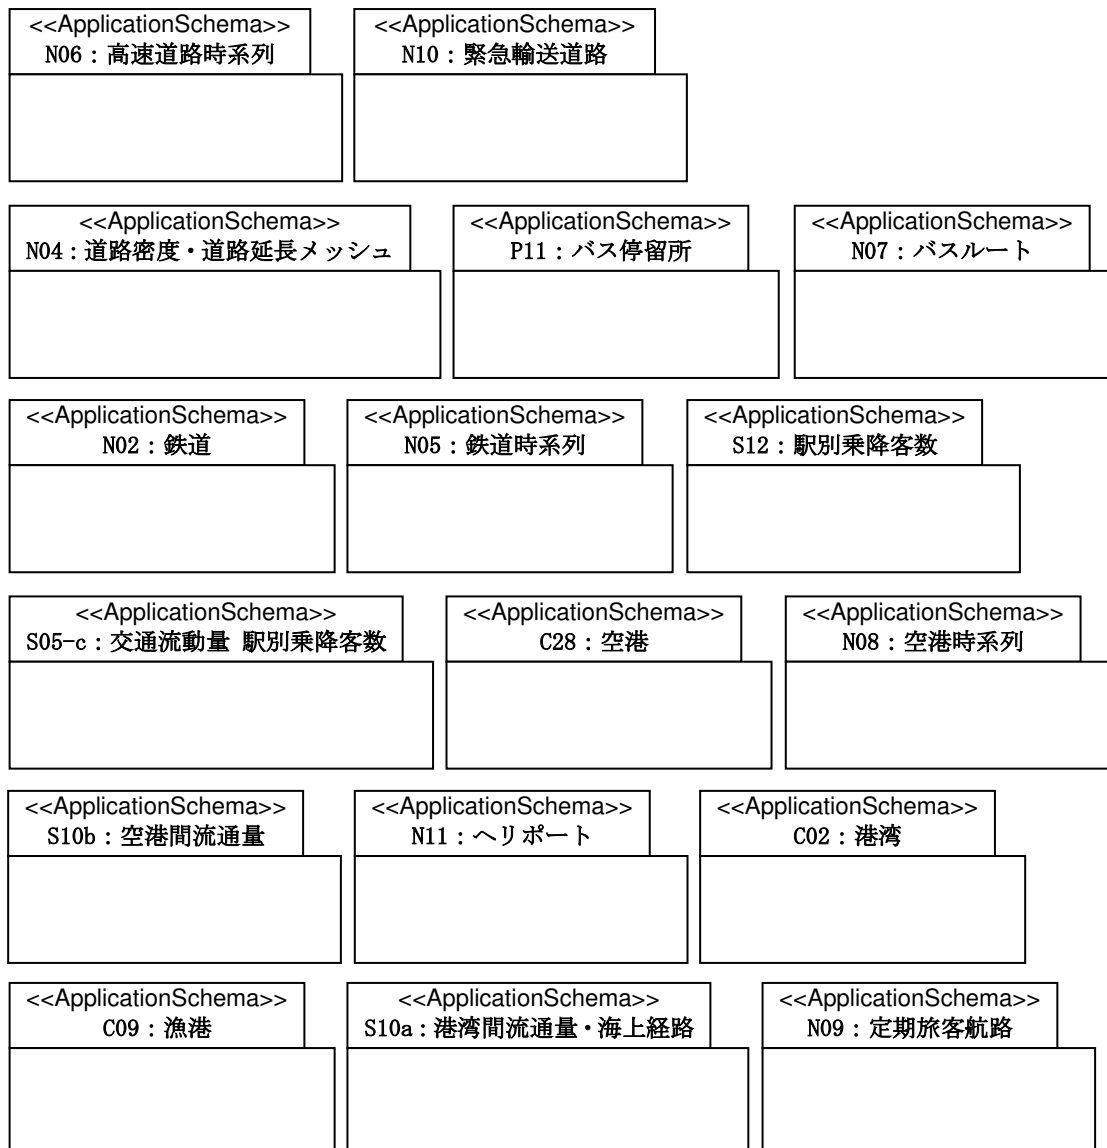 <<ApplicationSchema>>
N06：高速道路時系列
<<ApplicationSchema>>
N10：緊急輸送道路
<<ApplicationSchema>>
N04：道路密度・道路延長メッシュ
<<ApplicationSchema>>
P11：バス停留所
<<ApplicationSchema>>
N07：バスルート
<<ApplicationSchema>>
N02：鉄道
<<ApplicationSchema>>
N05：鉄道時系列
<<ApplicationSchema>>
S12：駅別乗降客数
<<ApplicationSchema>>
S05-c：交通流動量 駅別乗降客数
<<ApplicationSchema>>
C28：空港
<<ApplicationSchema>>
N08：空港時系列
<<ApplicationSchema>>
S10b：空港間流通量
<<ApplicationSchema>>
N11：ヘリポート
<<ApplicationSchema>>
C02：港湾
<<ApplicationSchema>>
C09：漁港
<<ApplicationSchema>>
S10a：港湾間流通量・海上経路
<<ApplicationSchema>>
N09：定期旅客航路